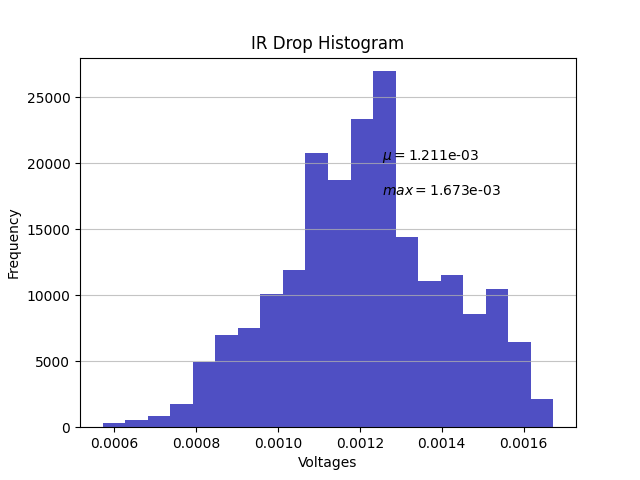 IR Drop Histogram
Frequency
25000
20000
15000
10000
5000
0
μ = 1.211e-03
max = 1.673e-03
0.0006 0.0008 0.0010 0.0012 0.0014 0.0016
Voltages